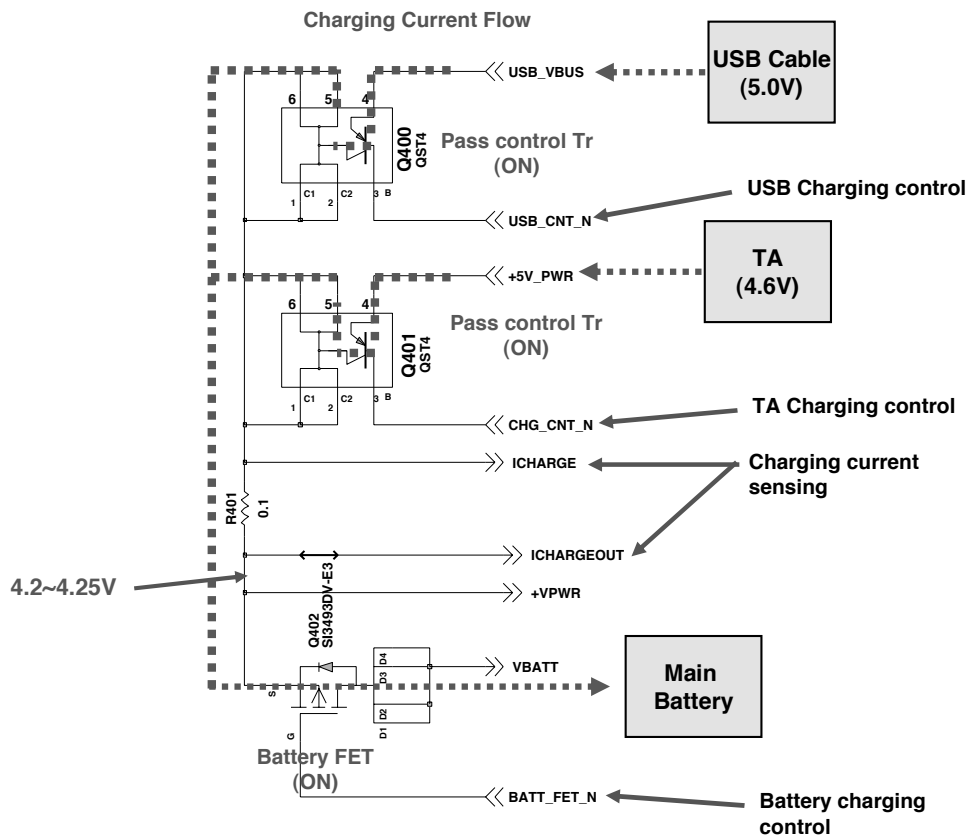 Charging Current Flow
USB Cable
(5.0V)
USB_VBUS
6 5 4
Q400
QST4
Pass control Tr
(ON)
C1 C2 B
1 2 3
USB Charging control
USB_CNT_N
TA
(4.6V)
+5V_PWR
6 5 4
Q401
QST4
Pass control Tr
(ON)
C1 C2 B
1 2 3
TA Charging control
CHG_CNT_N
ICHARGE
Charging current
sensing
R401
0.1
ICHARGEOUT
4.2~4.25V
+VPWR
Q402
SI3493DV-E3
D4
D3
VBATT
Main
Battery
S
D2
D1
G
Battery FET
(ON)
BATT_FET_N
Battery charging
control